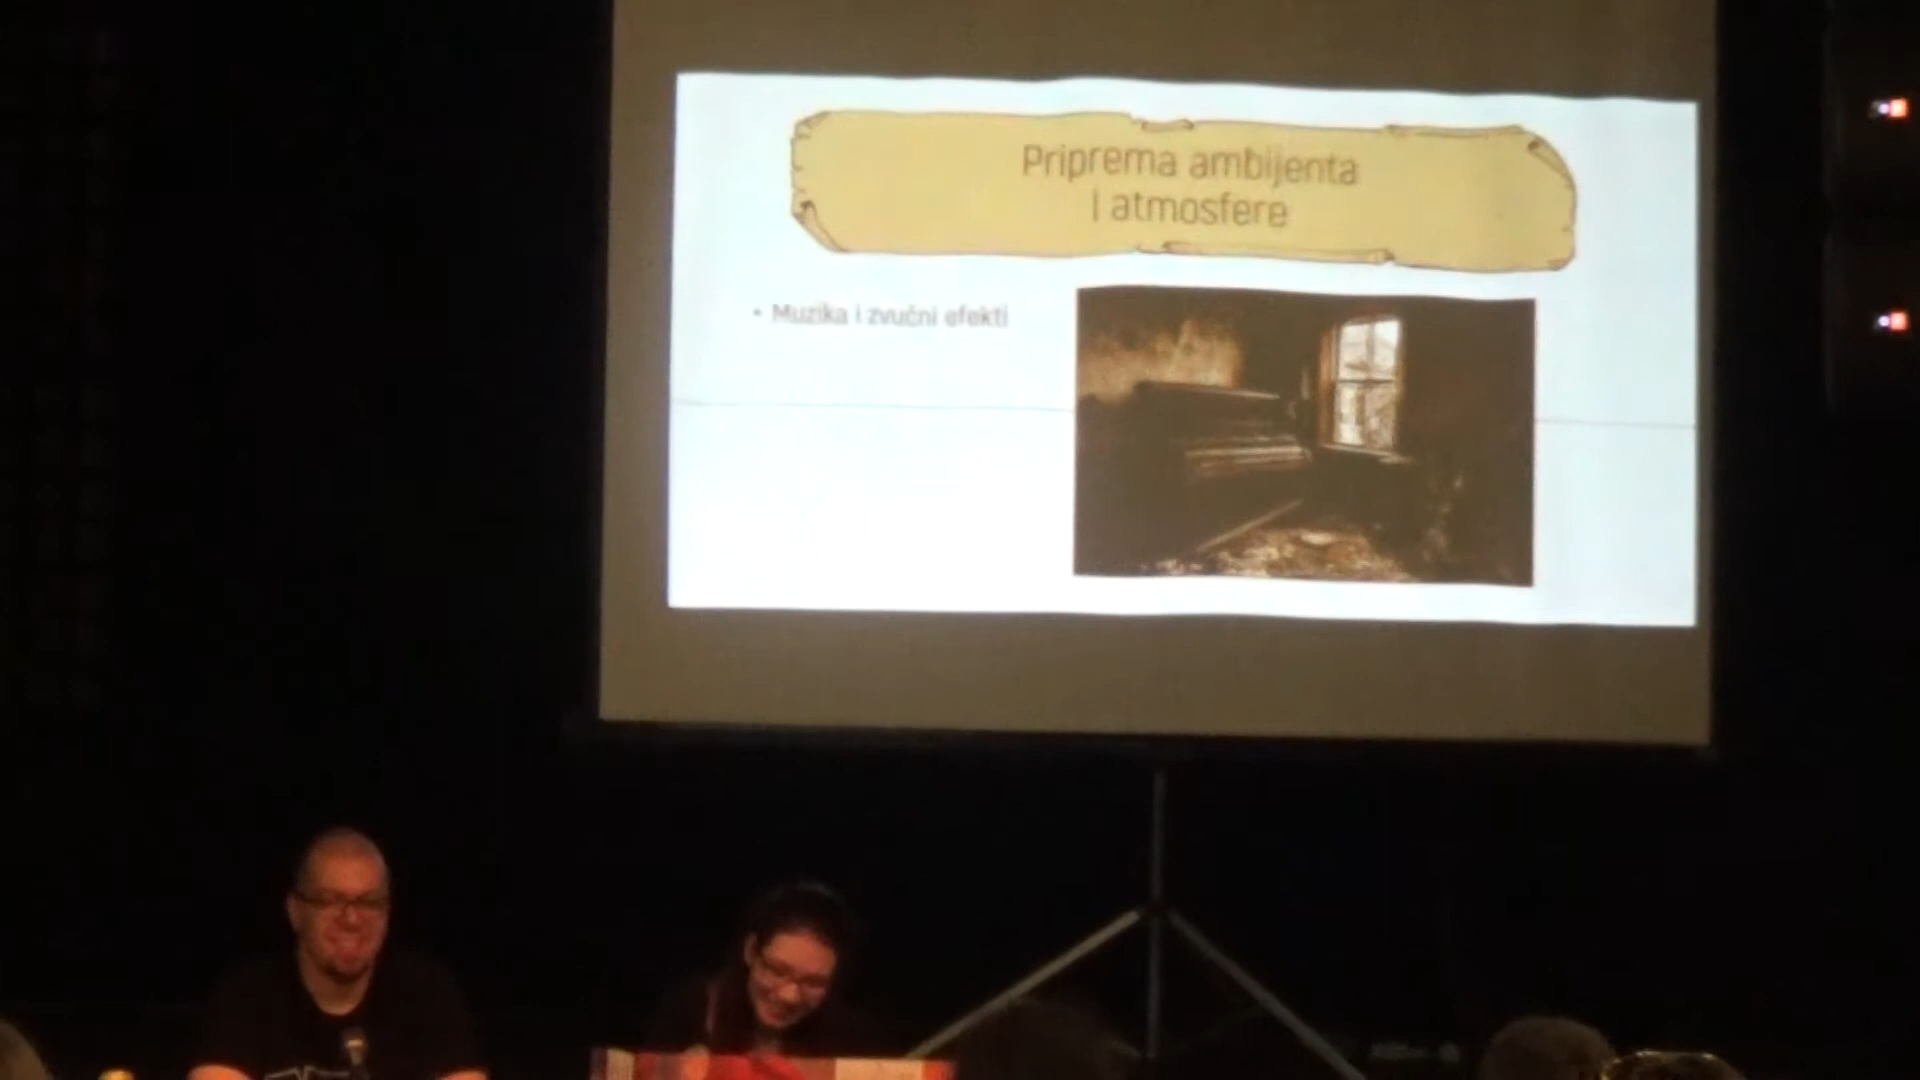 Priprema ambijenta
i atmosfere
• Muzika i zvučni efekti